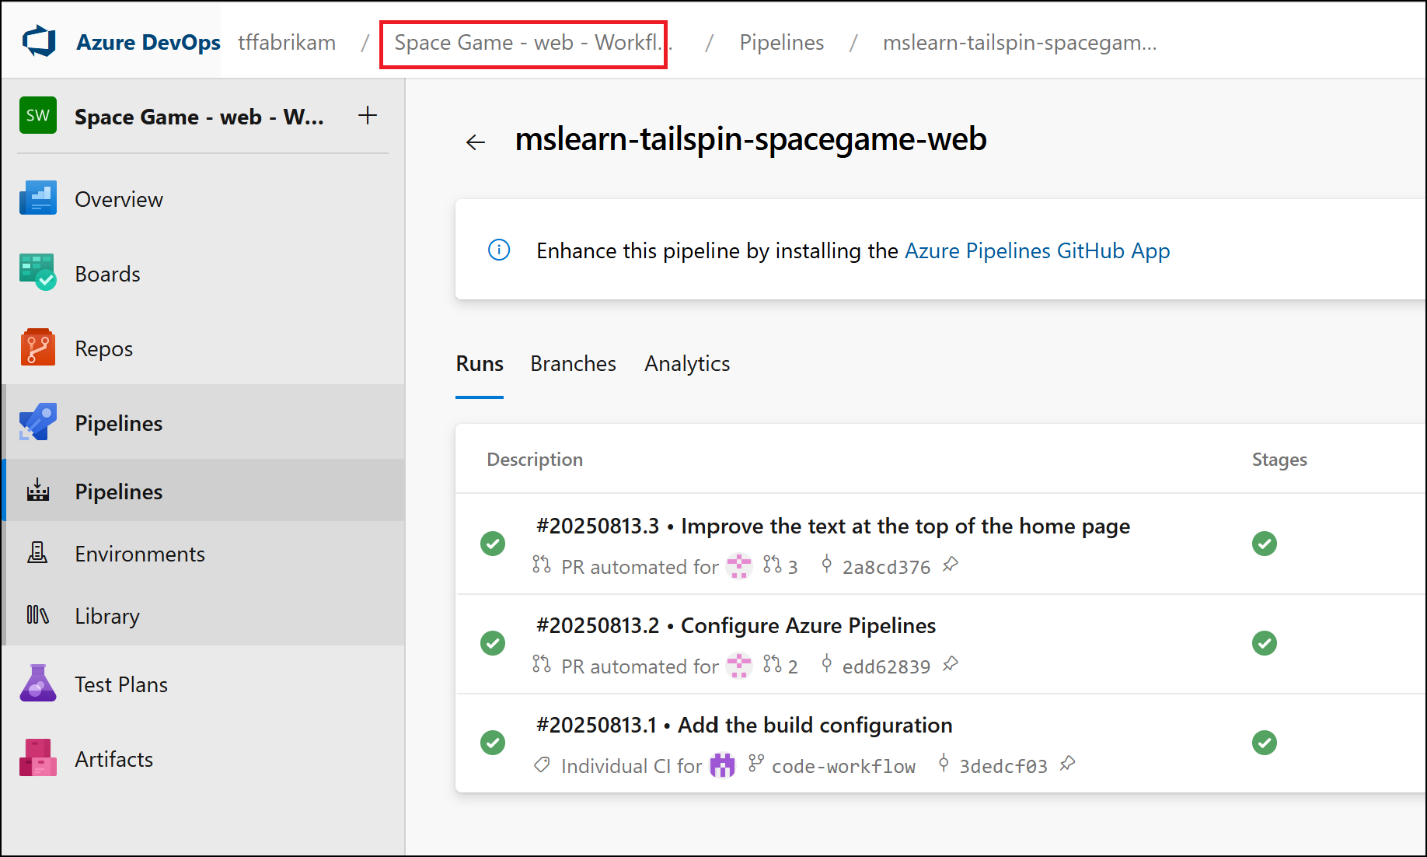 Azure DevOps tffabrikam / Space Game - web - Workfl... / Pipelines / mslearn-tailspin-spacegam...
SW Space Game - web - W... +
Overview
Boards
Repos
Pipelines
Pipelines
Environments
Library
Test Plans
Artifacts
← mslearn-tailspin-spacegame-web
Enhance this pipeline by installing the Azure Pipelines GitHub App
Runs Branches Analytics
Description Stages
#20250813.3 • Improve the text at the top of the home page
PR automated for 3 2a8cd376
#20250813.2 • Configure Azure Pipelines
PR automated for 2 edd62839
#20250813.1 • Add the build configuration
Individual CI for code-workflow 3dedcf03